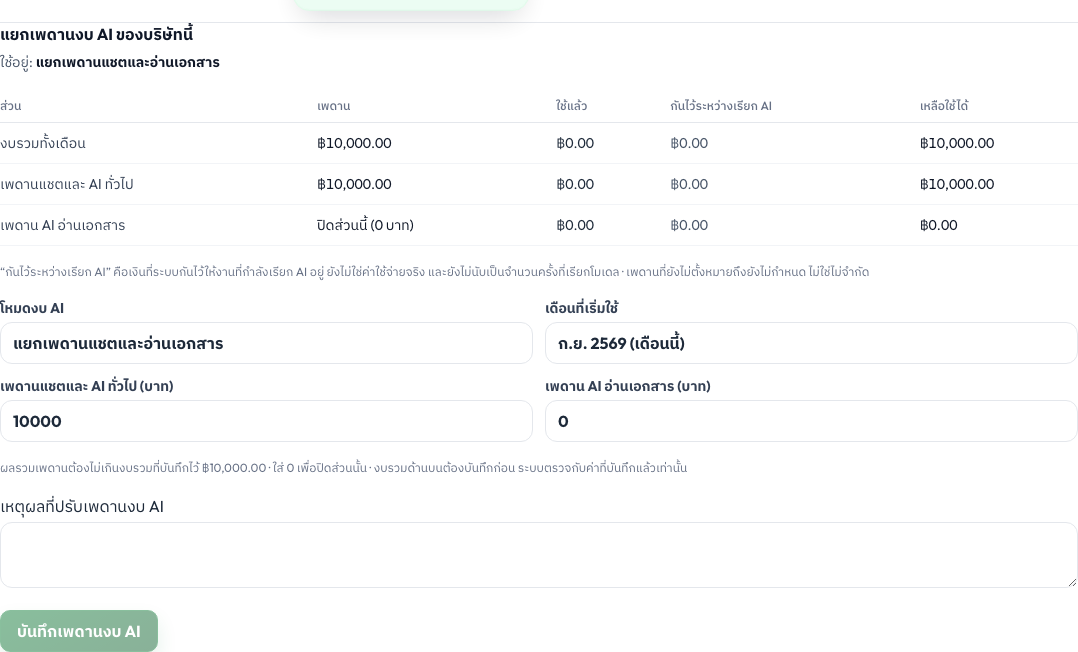 แยกเพดานงบ AI ของบริษัทนี้
ใช้อยู่: แยกเพดานแชตและอ่านเอกสาร
ส่วน เพดาน ใช้แล้ว กันไว้ระหว่างเรียก AI เหลือใช้ได้
งบรวมทั้งเดือน ฿10,000.00 ฿0.00 ฿0.00 ฿10,000.00
เพดานแชตและ AI ทั่วไป ฿10,000.00 ฿0.00 ฿0.00 ฿10,000.00
เพดาน AI อ่านเอกสาร ปิดส่วนนี้ (0 บาท) ฿0.00 ฿0.00 ฿0.00
“กันไว้ระหว่างเรียก AI” คือเงินที่ระบบกันไว้ให้งานที่กำลังเรียก AI อยู่ ยังไม่ใช่ค่าใช้จ่ายจริง และยังไม่นับเป็นจำนวนครั้งที่เรียกโมเดล · เพดานที่ยังไม่ตั้งหมายถึงยังไม่กำหนด ไม่ใช่ไม่จำกัด
โหมดงบ AI เดือนที่เริ่มใช้
แยกเพดานแชตและอ่านเอกสาร ก.ย. 2569 (เดือนนี้)
เพดานแชตและ AI ทั่วไป (บาท) เพดาน AI อ่านเอกสาร (บาท)
10000 0
ผลรวมเพดานต้องไม่เกินงบรวมที่บันทึกไว้ ฿10,000.00 · ใส่ 0 เพื่อปิดส่วนนั้น · งบรวมด้านบนต้องบันทึกก่อน ระบบตรวจกับค่าที่บันทึกแล้วเท่านั้น
เหตุผลที่ปรับเพดานงบ AI
บันทึกเพดานงบ AI